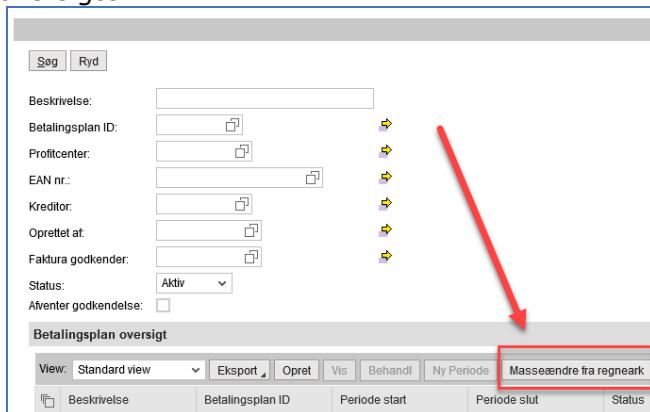 Søg Ryd
Beskrivelse:
Betalingsplan ID:
Profitcenter:
EAN nr.:
Kreditor:
Oprettet af:
Faktura godkender:
Status: Aktiv
Afventer godkendelse:
Betalingsplan oversigt
View: Standard view Eksport Opret Vis Behandl Ny Periode Masseændre fra regneark
Beskrivelse Betalingsplan ID Periode start Periode slut Status